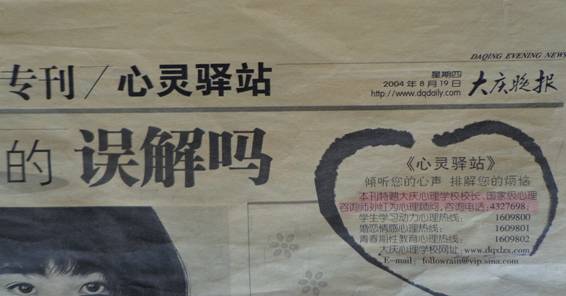 DAQING EVENING NEWS
专刊/心灵驿站
星期四
2004年8月19日
http://www.dqdaily.com
大庆晚报
的误解吗
《心灵驿站》
倾听您的心声 排解您的烦恼
本刊特聘大庆心理学校校长、国家级心理
咨询师刘红为心理顾问，咨询电话：4327698。
学生学习动力心理热线： 1609800
婚恋情感心理热线： 1609801
青春期性教育心理热线： 1609802
大庆心理学校网址：www.dqxlzx.com
E-mail：followrain@vip.sina.com